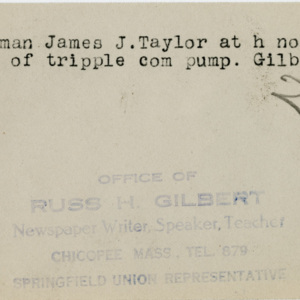 man James J.Taylor at h no
of tripple com pump. Gilb
OFFICE OF
RUSS H. GILBERT
Newspaper Writer, Speaker, Teacher
CHICOPEE MASS., TEL. 879
SPRINGFIELD UNION REPRESENTATIVE